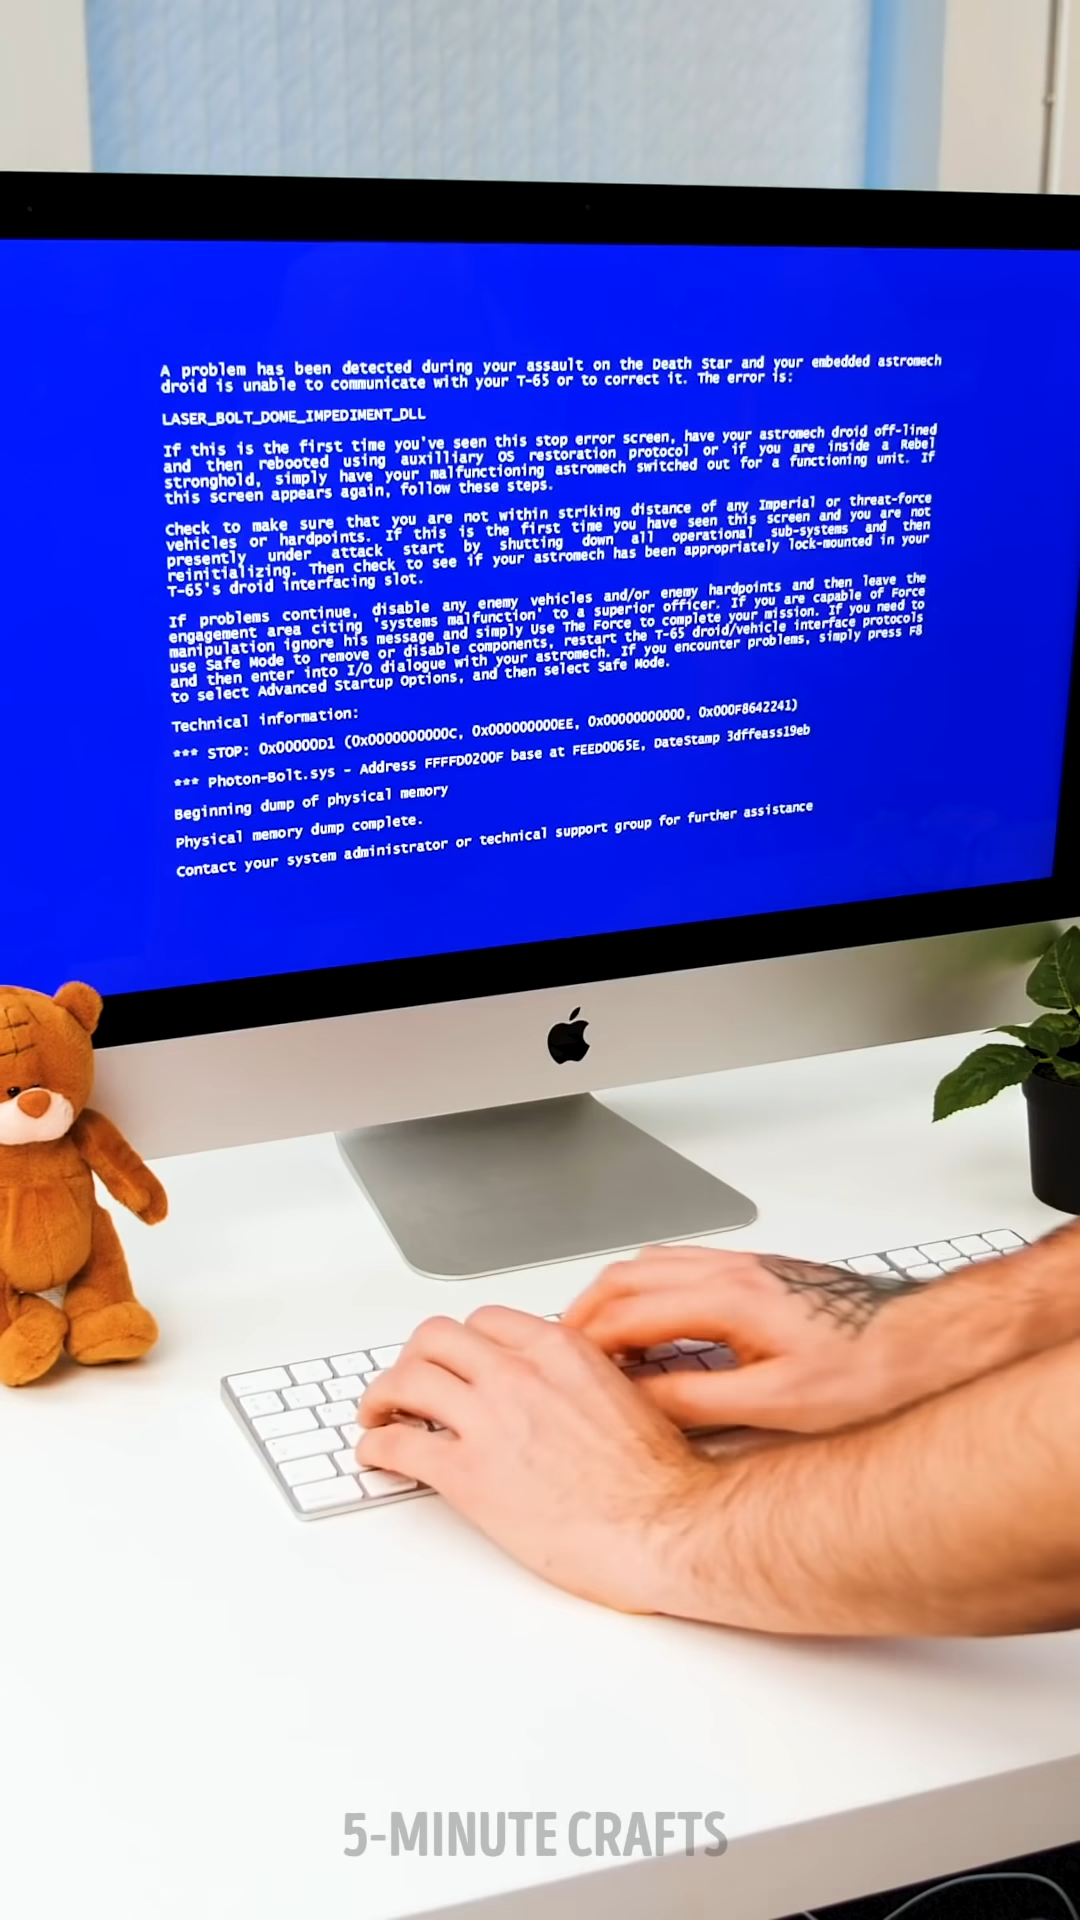 A problem has been detected during your assault on the Death Star and your embedded astromech
droid is unable to communicate with your T-65 or to correct it. The error is:
LASER_BOLT_DOME_IMPEDIMENT_DLL
If this is the first time you've seen this stop error screen, have your astromech droid off-lined
and then rebooted using auxilliary OS restoration protocol or if you are inside a Rebel
stronghold, simply have your malfunctioning astromech switched out for a functioning unit. If
this screen appears again, follow these steps.
Check to make sure that you are not within striking distance of any Imperial or threat-force
vehicles or hardpoints. If this is the first time you have seen this screen and you are not
presently under attack start by shutting down all operational sub-systems and then
reinitializing. Then check to see if your astromech has been appropriately lock-mounted in your
T-65's droid interfacing slot.
If problems continue, disable any enemy vehicles and/or enemy hardpoints and then leave the
engagement area citing 'systems malfunction' to a superior officer. If you are capable of Force
manipulation ignore his message and simply Use The Force to complete your mission. If you need to
use Safe Mode to remove or disable components, restart the T-65 droid/vehicle interface protocols
and then enter into I/O dialogue with your astromech. If you encounter problems, simply press F8
to select Advanced Startup Options, and then select Safe Mode.
Technical information:
*** STOP: 0x00000D1 (0x0000000000C, 0x000000000EE, 0x00000000000, 0x000F8642241)
*** Photon-Bolt.sys - Address FFFFD0200F base at FEED0065E, DateStamp 3dffeass19eb
Beginning dump of physical memory
Physical memory dump complete.
Contact your system administrator or technical support group for further assistance
5-MINUTE CRAFTS